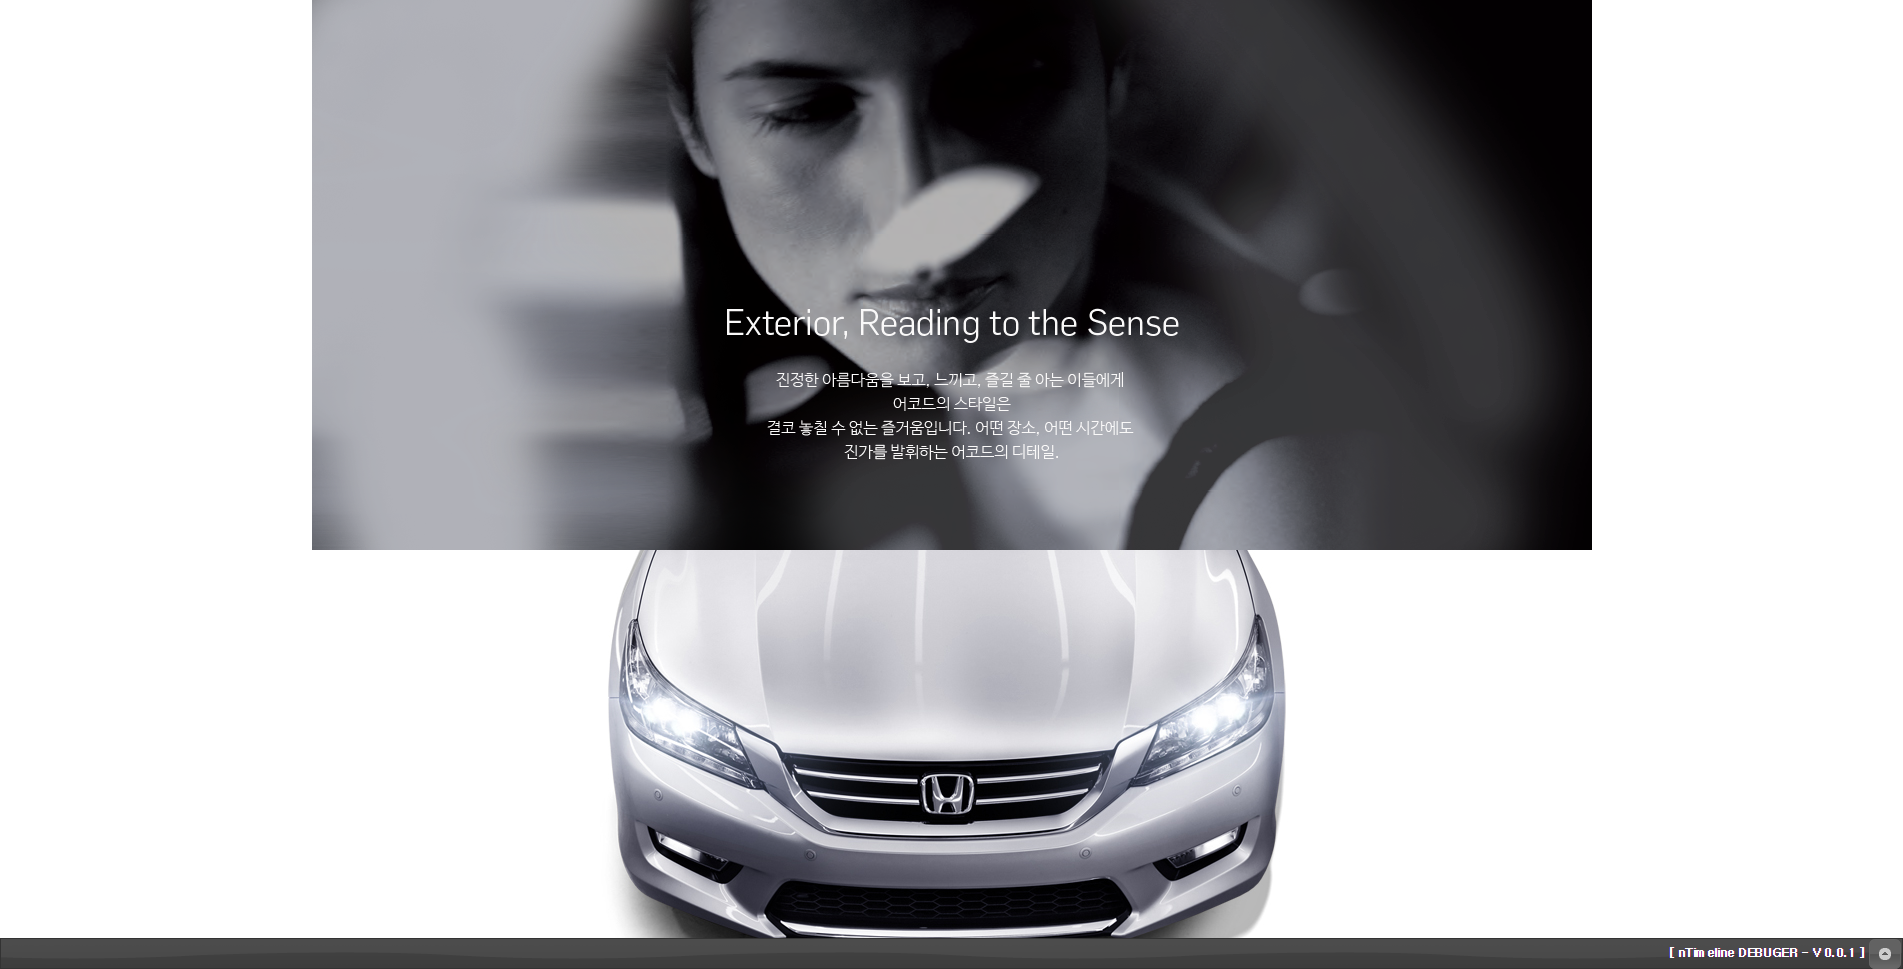 Exterior, Reading to the Sense
진정한 아름다움을 보고, 느끼고, 즐길 줄 아는 이들에게
어코드의 스타일은
결코 놓칠 수 없는 즐거움입니다. 어떤 장소, 어떤 시간에도
진가를 발휘하는 어코드의 디테일.
[ nTimeline DEBUGER - V 0.0.1 ]